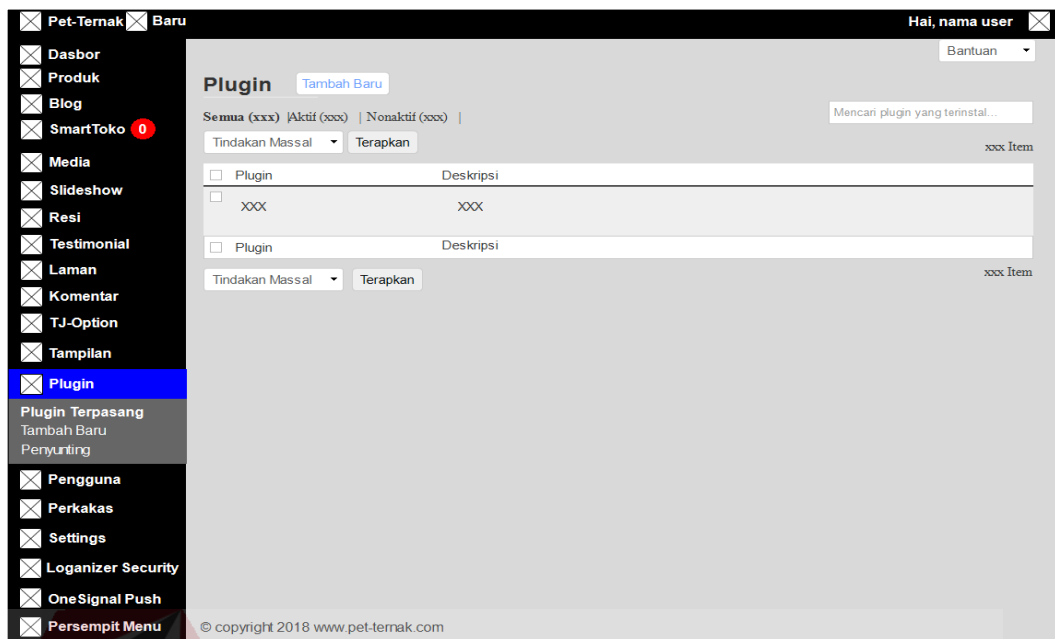 Pet-Ternak Baru Hai, nama user
Dasbor
Produk
Blog
SmartToko 0
Media
Slideshow
Resi
Testimonial
Laman
Komentar
TJ-Option
Tampilan
Plugin
Plugin Terpasang
Tambah Baru
Penyunting
Pengguna
Perkakas
Settings
Loganizer Security
OneSignal Push
Persempit Menu
Bantuan
Plugin Tambah Baru
Semua (xxx) |Aktif (xxx) | Nonaktif (xxx) |
Mencari plugin yang terinstal...
Tindakan Massal Terapkan
xxx Item
Plugin Deskripsi
XXX XXX
Plugin Deskripsi
Tindakan Massal Terapkan
xxx Item
© copyright 2018 www.pet-ternak.com